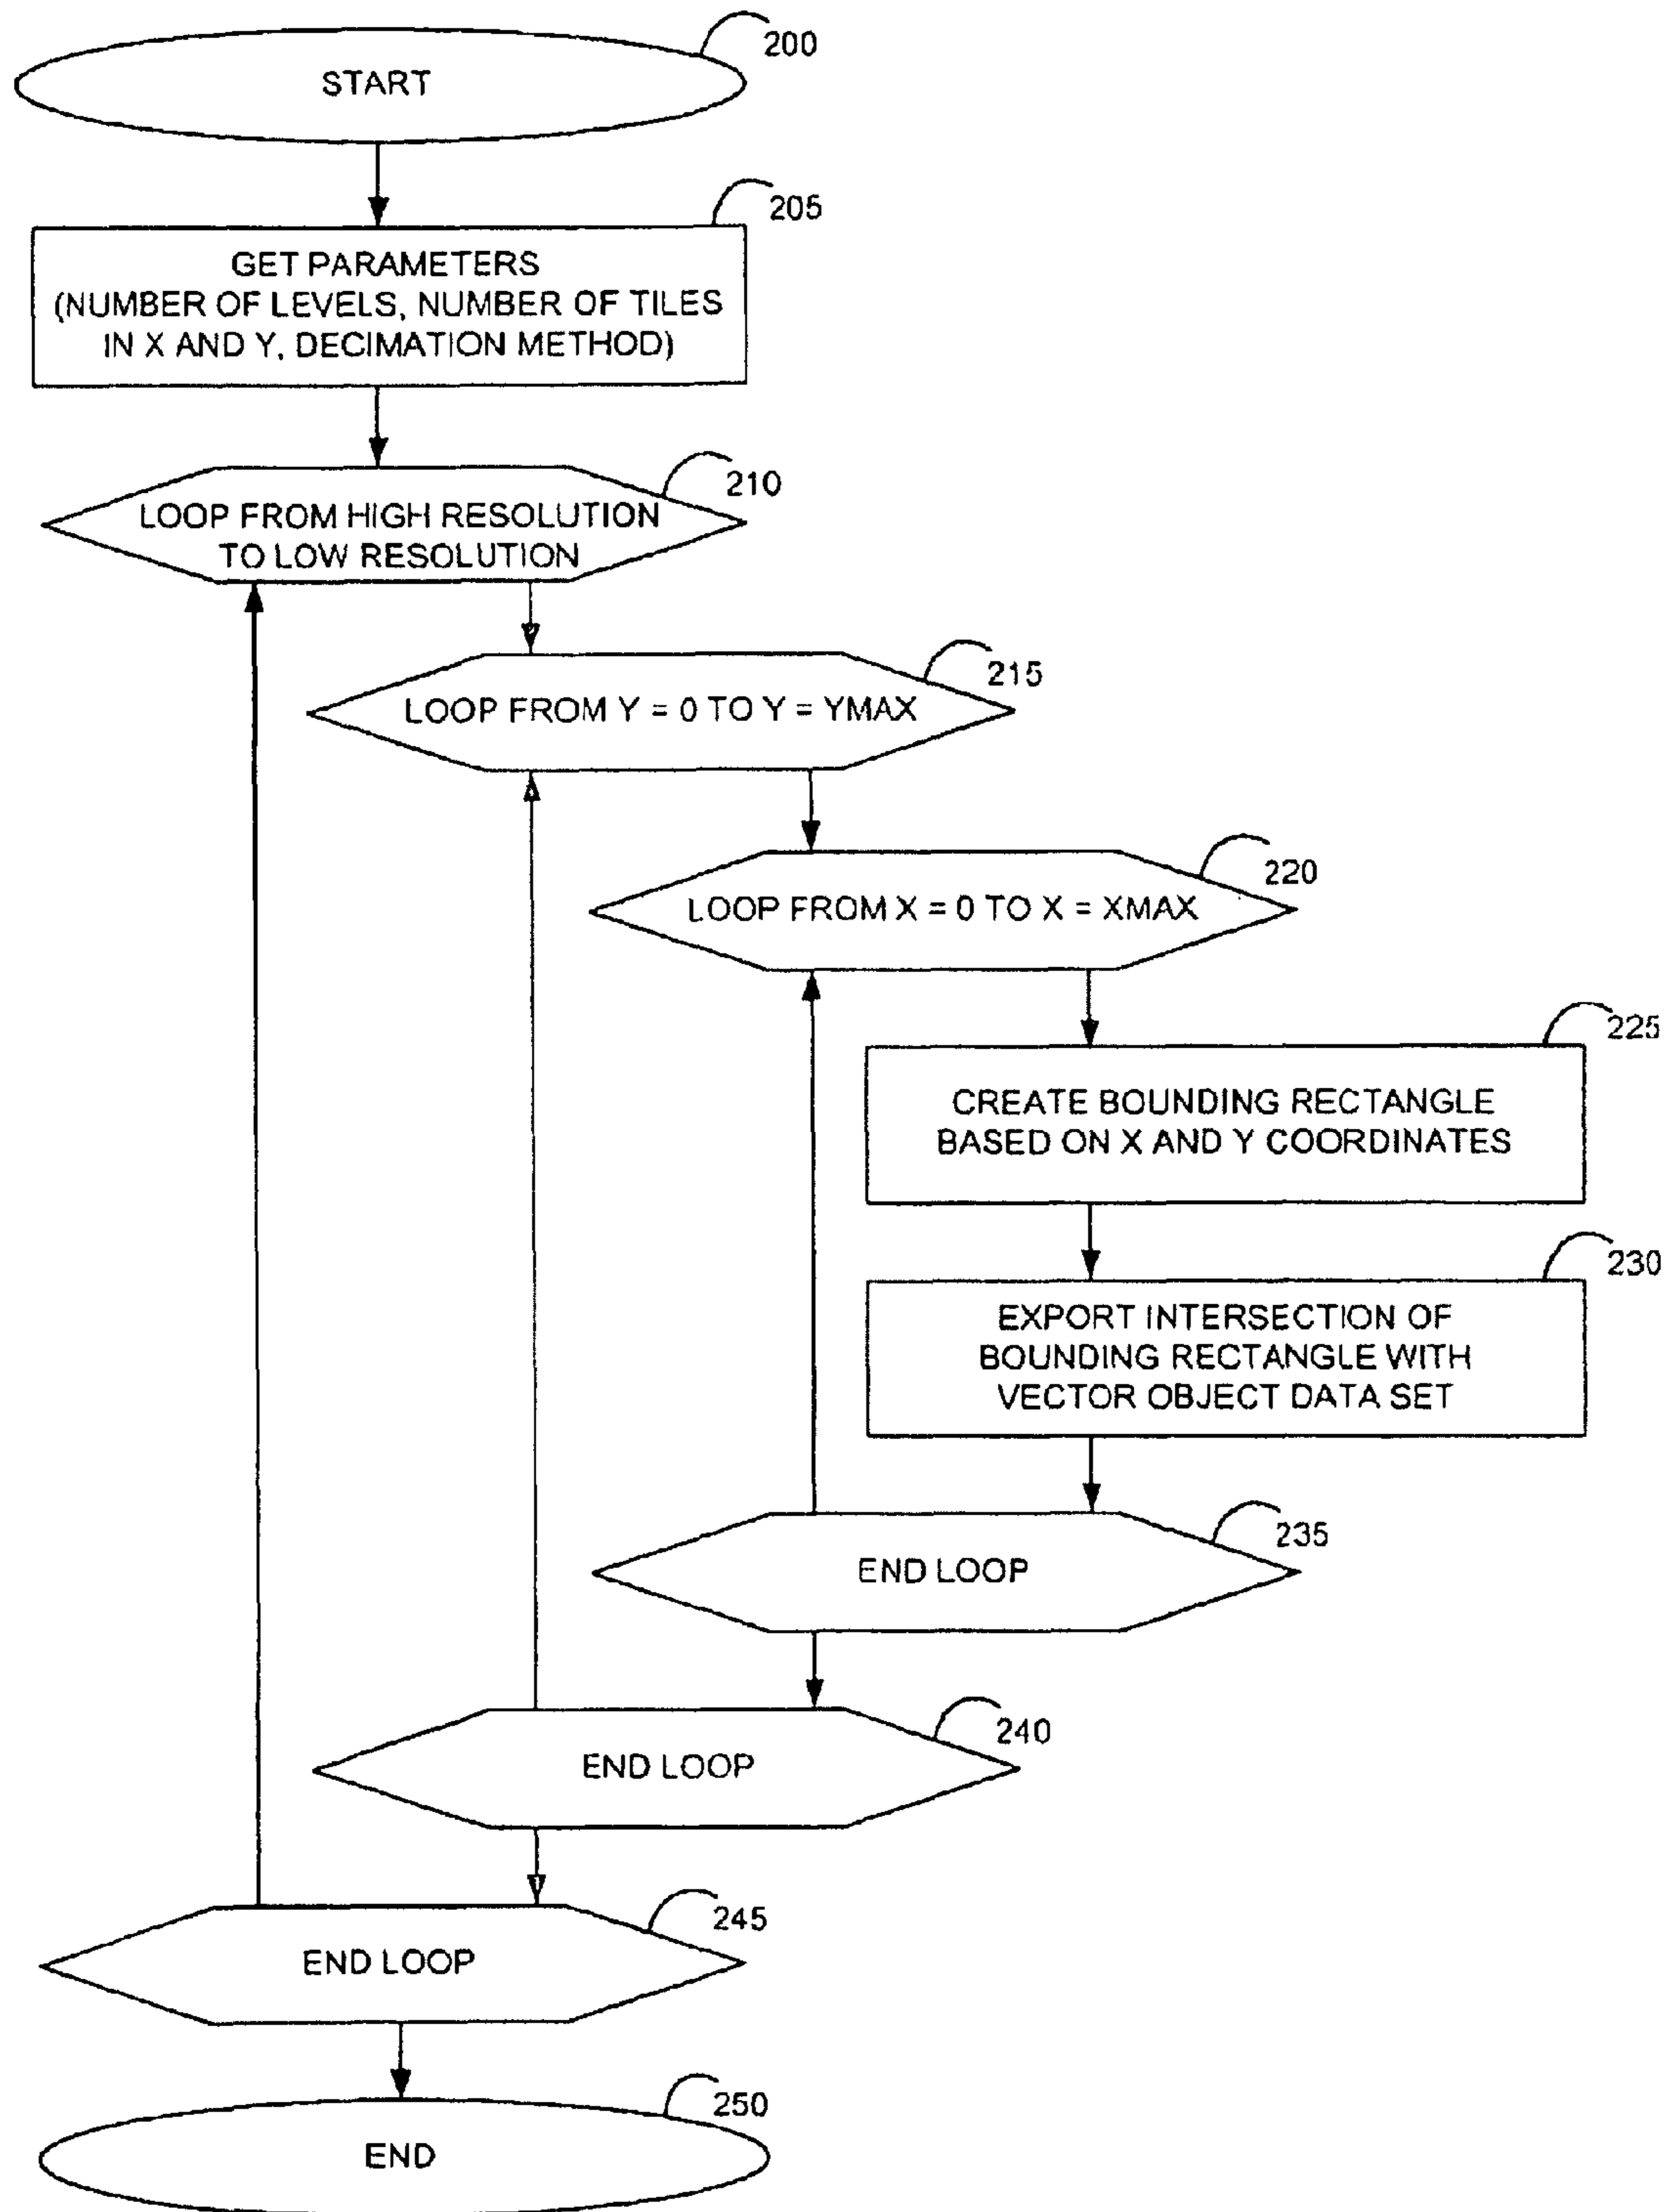 200
START
205
GET PARAMETERS
(NUMBER OF LEVELS, NUMBER OF TILES
IN X AND Y, DECIMATION METHOD)
210
LOOP FROM HIGH RESOLUTION
TO LOW RESOLUTION
215
LOOP FROM Y = 0 TO Y = YMAX
220
LOOP FROM X = 0 TO X = XMAX
225
CREATE BOUNDING RECTANGLE
BASED ON X AND Y COORDINATES
230
EXPORT INTERSECTION OF
BOUNDING RECTANGLE WITH
VECTOR OBJECT DATA SET
235
END LOOP
240
END LOOP
245
END LOOP
250
END